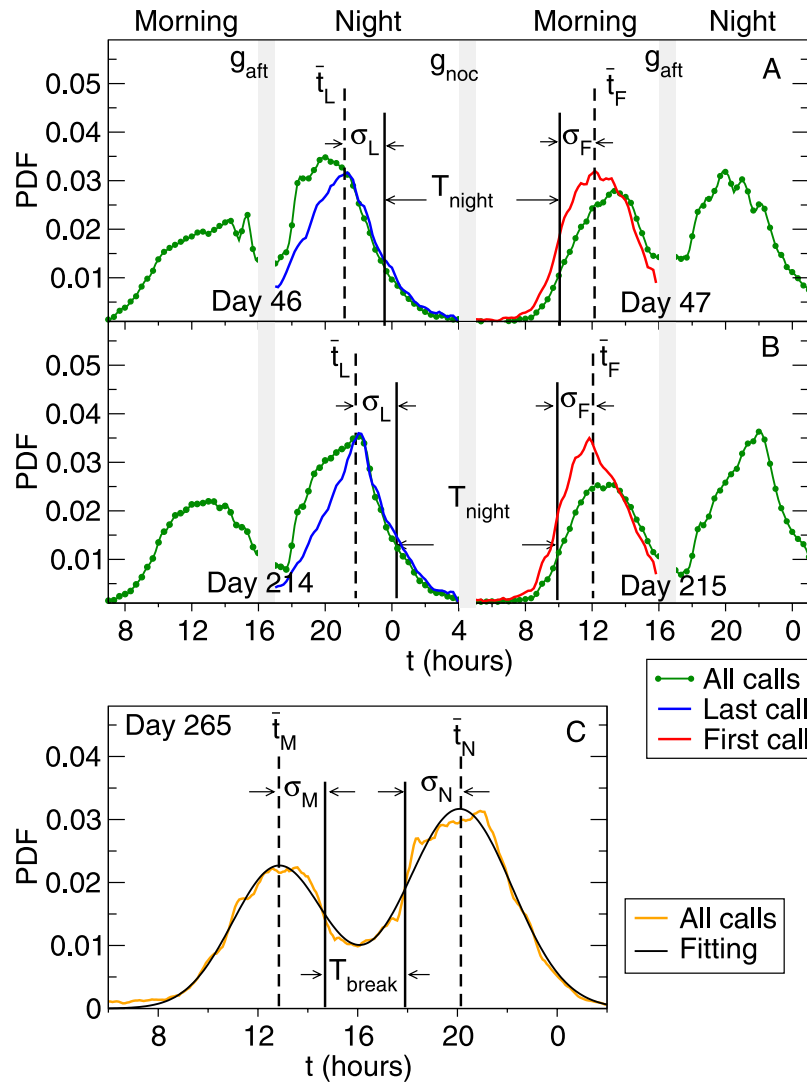 Morning Night Morning Night
g_aft g_noc g_aft A
t̄_L t̄_F
σ_L σ_F
T_night
PDF
0.05
0.04
0.03
0.02
0.01
Day 46 Day 47
B
t̄_L t̄_F
σ_L σ_F
T_night
PDF
0.05
0.04
0.03
0.02
0.01
Day 214 Day 215
8 12 16 20 0 4 8 12 16 20 0
t (hours)
All calls
Last call
First call
Day 265 t̄_M t̄_N C
σ_M σ_N
T_break
PDF
0.04
0.03
0.02
0.01
0
8 12 16 20 0
t (hours)
All calls
Fitting